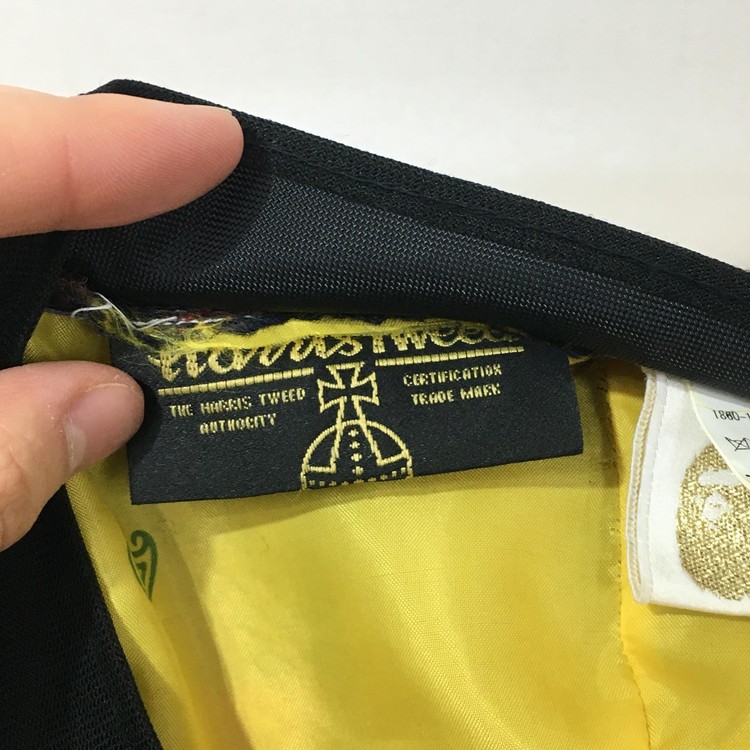 Harris Tweed
THE HARRIS TWEED
AUTHORITY
CERTIFICATION
TRADE MARK